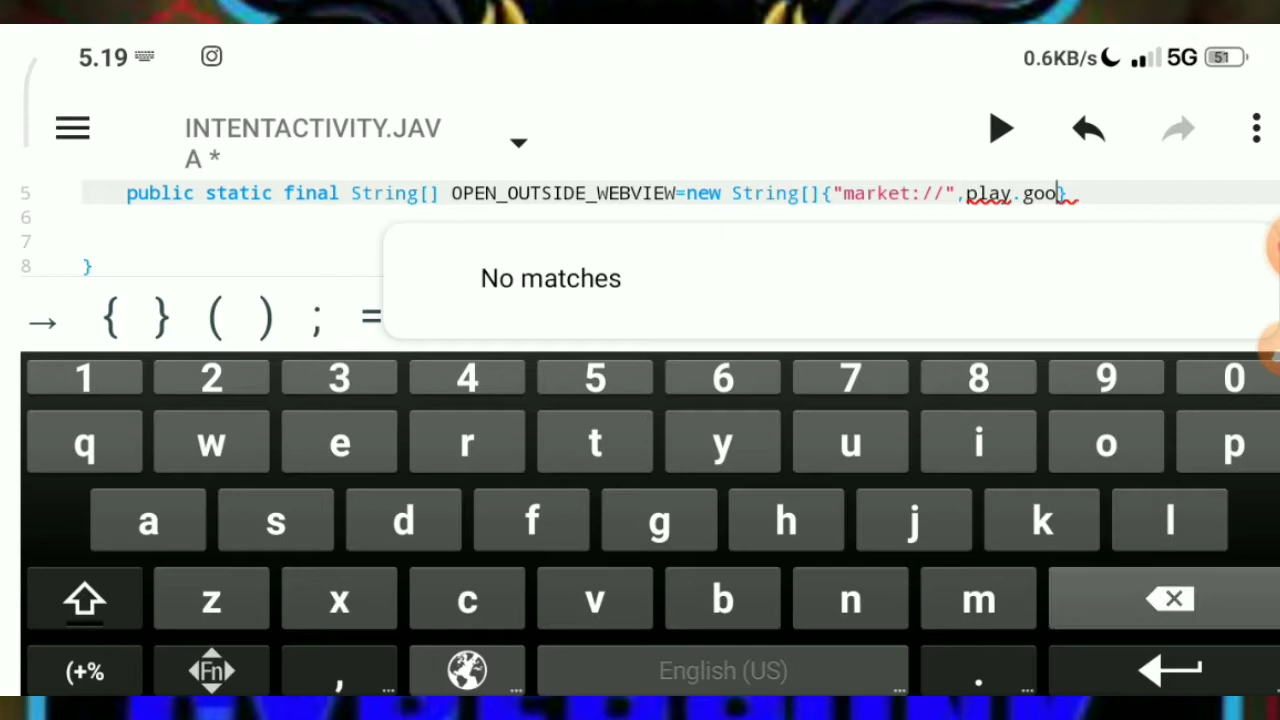 5.19
0.6KB/s 5G 51
INTENTACTIVITY.JAV
A *
5 public static final String[] OPEN_OUTSIDE_WEBVIEW=new String[]{"market://",play.goo}
6
7
8 }
No matches
→ { } ( ) ; =
1 2 3 4 5 6 7 8 9 0
q w e r t y u i o p
a s d f g h j k l
z x c v b n m
(+% Fn , ... ... English (US) ... . ...